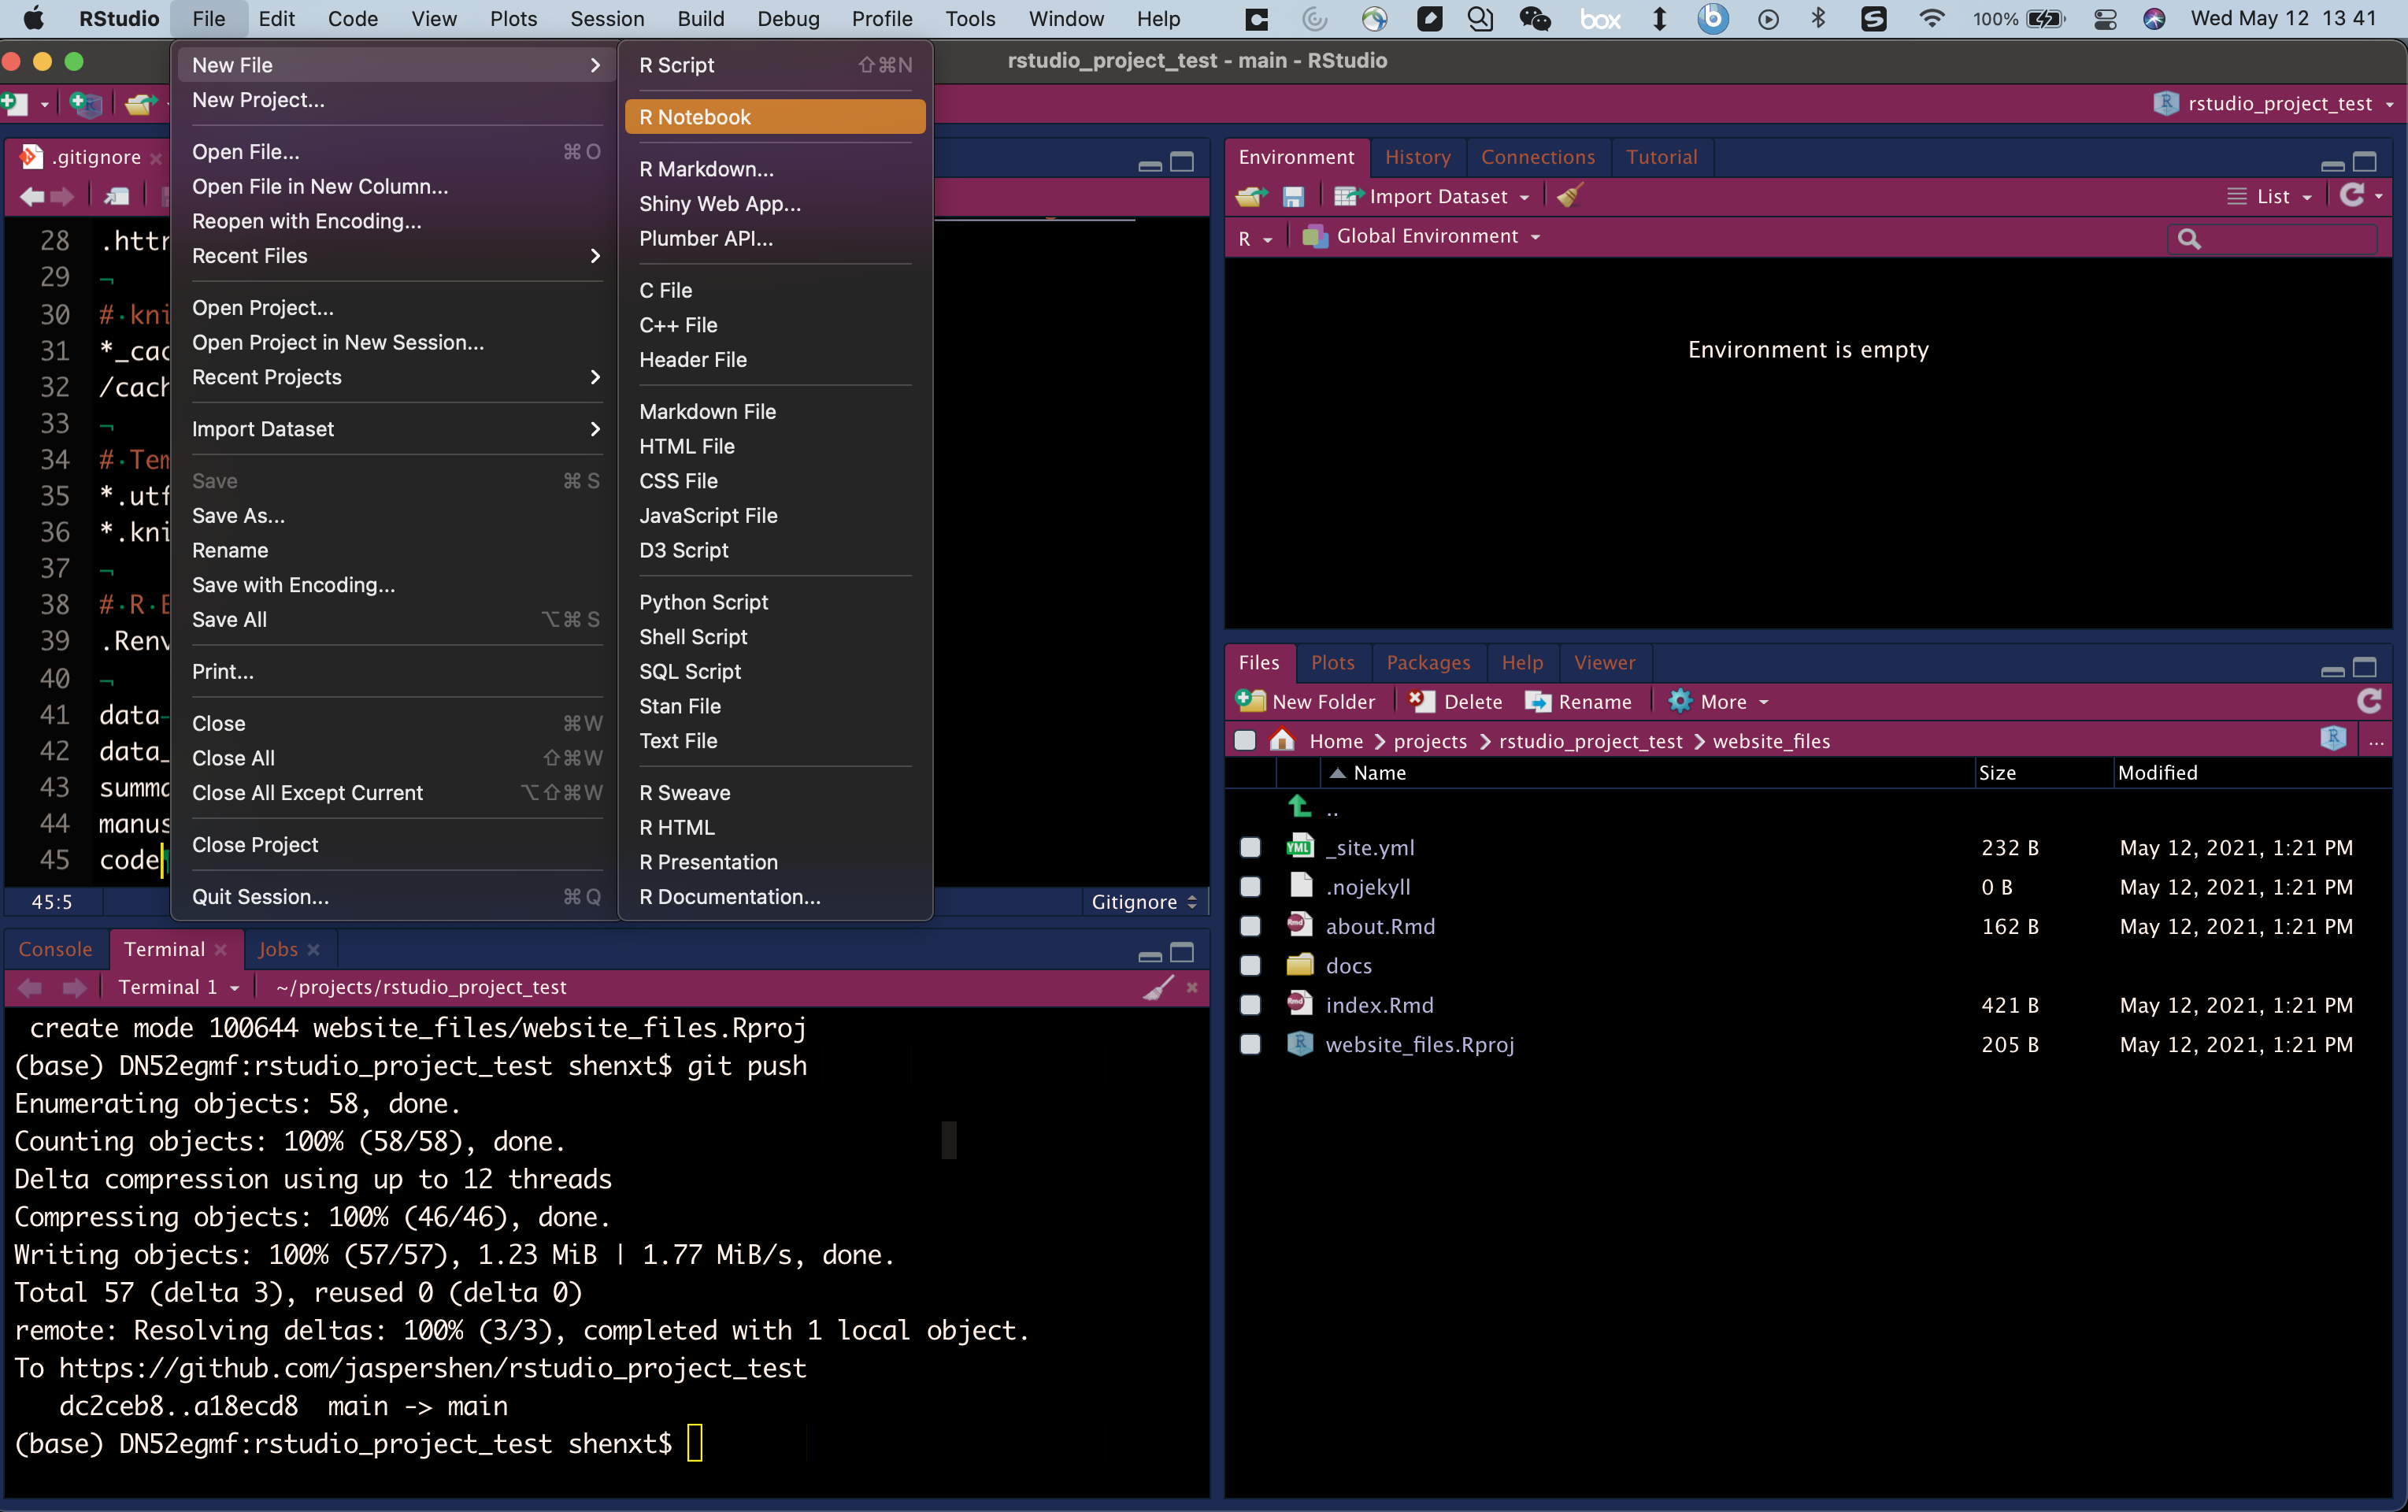 RStudio File Edit Code View Plots Session Build Debug Profile Tools Window Help box 100% Wed May 12 13 41
rstudio_project_test - main - RStudio
rstudio_project_test
New File
New Project...
Open File... ⌘ O
Open File in New Column...
Reopen with Encoding...
Recent Files
Open Project...
Open Project in New Session...
Recent Projects
Import Dataset
Save ⌘ S
Save As...
Rename
Save with Encoding...
Save All ⌥⌘ S
Print...
Close ⌘W
Close All ⇧⌘W
Close All Except Current ⌥⇧⌘W
Close Project
Quit Session... ⌘Q
R Script ⇧⌘N
R Notebook
R Markdown...
Shiny Web App...
Plumber API...
C File
C++ File
Header File
Markdown File
HTML File
CSS File
JavaScript File
D3 Script
Python Script
Shell Script
SQL Script
Stan File
Text File
R Sweave
R HTML
R Presentation
R Documentation...
.gitignore
28 .httr
29 ¬
30 #·kni
31 *_cac
32 /cach
33 ¬
34 #·Tem
35 *.utf
36 *.kni
37 ¬
38 #·R·E
39 .Renv
40 ¬
41 data
42 data_
43 summa
44 manus
45 code
45:5 Gitignore
Console Terminal Jobs
Terminal 1 ~/projects/rstudio_project_test
create mode 100644 website_files/website_files.Rproj
(base) DN52egmf:rstudio_project_test shenxt$ git push
Enumerating objects: 58, done.
Counting objects: 100% (58/58), done.
Delta compression using up to 12 threads
Compressing objects: 100% (46/46), done.
Writing objects: 100% (57/57), 1.23 MiB | 1.77 MiB/s, done.
Total 57 (delta 3), reused 0 (delta 0)
remote: Resolving deltas: 100% (3/3), completed with 1 local object.
To https://github.com/jaspershen/rstudio_project_test
dc2ceb8..a18ecd8 main -> main
(base) DN52egmf:rstudio_project_test shenxt$
Environment History Connections Tutorial
Import Dataset List
R Global Environment
Environment is empty
Files Plots Packages Help Viewer
New Folder Delete Rename More
Home projects rstudio_project_test website_files ...
Name Size Modified
..
_site.yml 232 B May 12, 2021, 1:21 PM
.nojekyll 0 B May 12, 2021, 1:21 PM
about.Rmd 162 B May 12, 2021, 1:21 PM
docs
index.Rmd 421 B May 12, 2021, 1:21 PM
website_files.Rproj 205 B May 12, 2021, 1:21 PM